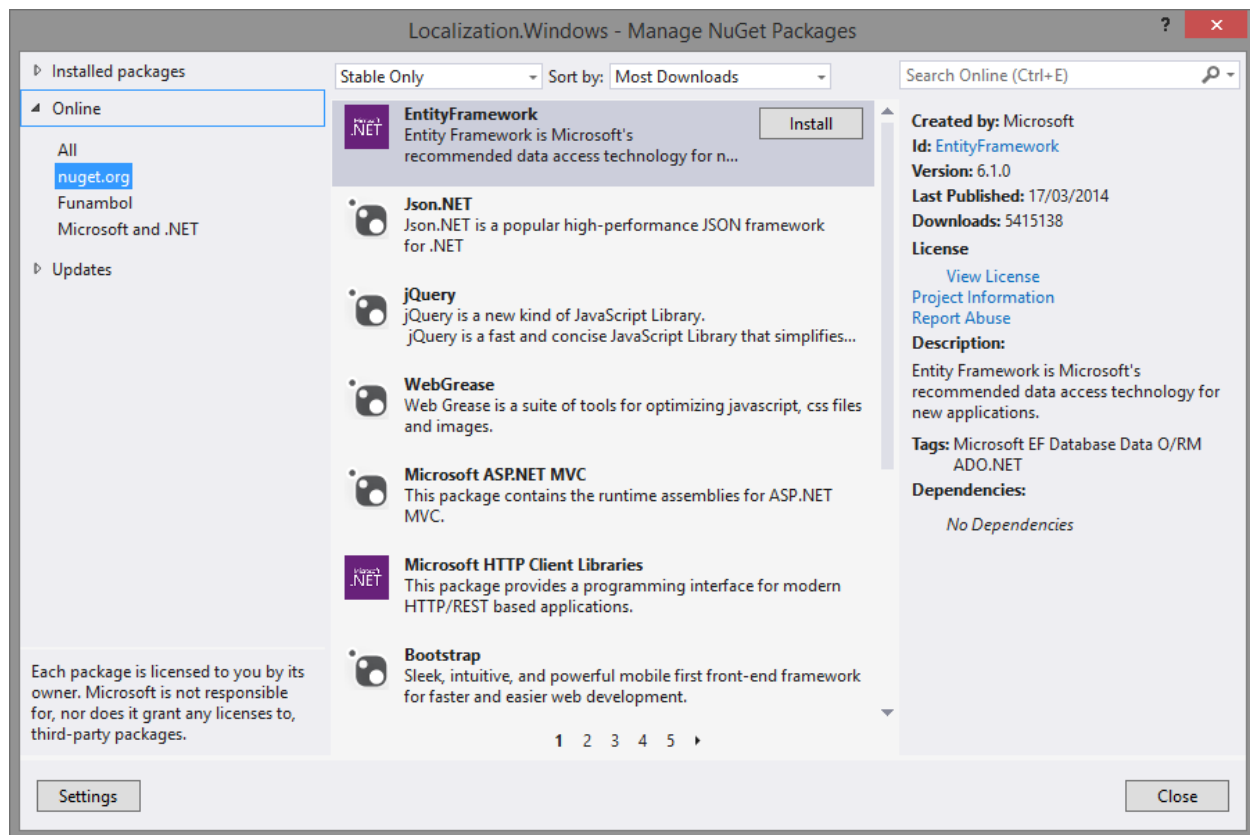 Localization.Windows - Manage NuGet Packages
?
Installed packages
Online
All
nuget.org
Funambol
Microsoft and .NET
Updates
Each package is licensed to you by its
owner. Microsoft is not responsible
for, nor does it grant any licenses to,
third-party packages.
Settings
Stable Only
Sort by: Most Downloads
Microsoft
.NET
EntityFramework
Entity Framework is Microsoft's
recommended data access technology for n...
Install
Json.NET
Json.NET is a popular high-performance JSON framework
for .NET
jQuery
jQuery is a new kind of JavaScript Library.
jQuery is a fast and concise JavaScript Library that simplifies...
WebGrease
Web Grease is a suite of tools for optimizing javascript, css files
and images.
Microsoft ASP.NET MVC
This package contains the runtime assemblies for ASP.NET
MVC.
Microsoft
.NET
Microsoft HTTP Client Libraries
This package provides a programming interface for modern
HTTP/REST based applications.
Bootstrap
Sleek, intuitive, and powerful mobile first front-end framework
for faster and easier web development.
1 2 3 4 5
Search Online (Ctrl+E)
Created by: Microsoft
Id: EntityFramework
Version: 6.1.0
Last Published: 17/03/2014
Downloads: 5415138
License
View License
Project Information
Report Abuse
Description:
Entity Framework is Microsoft's
recommended data access technology for
new applications.
Tags: Microsoft EF Database Data O/RM
ADO.NET
Dependencies:
No Dependencies
Close